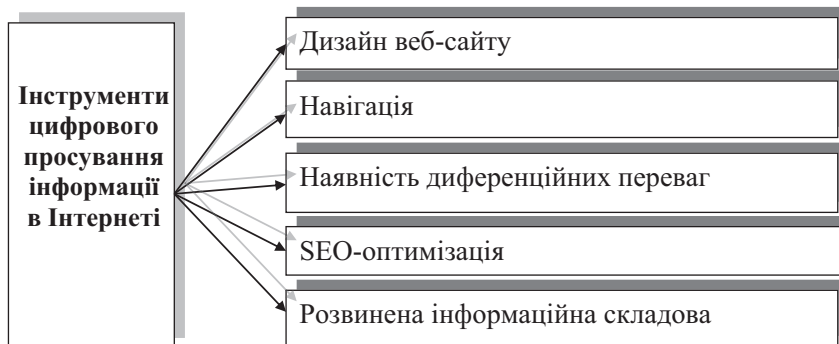 Інструменти
цифрового
просування
інформації
в Інтернеті
Дизайн веб-сайту
Навігація
Наявність диференційних переваг
SEO-оптимізація
Розвинена інформаційна складова